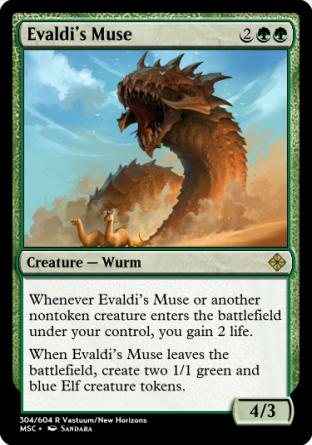 Evaldi's Muse 2
Creature — Wurm
Whenever Evaldi's Muse or another
nontoken creature enters the battlefield
under your control, you gain 2 life.
When Evaldi's Muse leaves the
battlefield, create two 1/1 green and
blue Elf creature tokens.
4/3
304/604 R Vastuum/New Horizons
MSC • Sandara